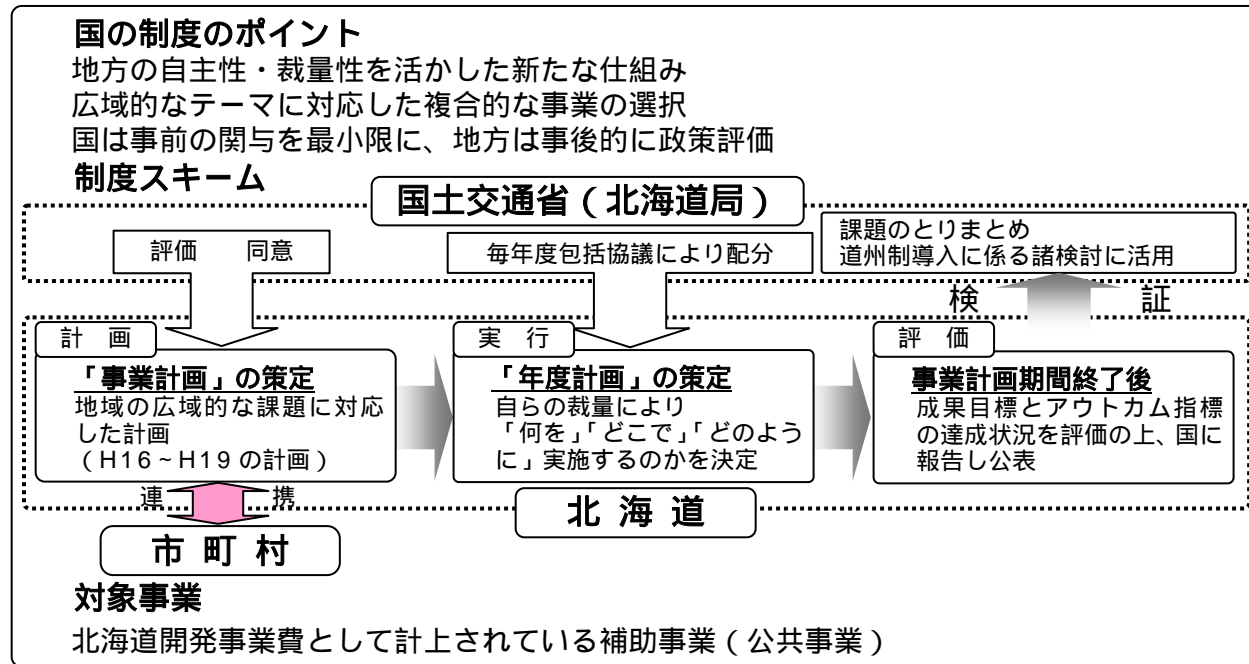 国の制度のポイント
地方の自主性・裁量性を活かした新たな仕組み
広域的なテーマに対応した複合的な事業の選択
国は事前の関与を最小限に、地方は事後的に政策評価
制度スキーム
国土交通省（北海道局）
評価　同意
毎年度包括協議により配分
課題のとりまとめ
道州制導入に係る諸検討に活用
検　証
計　画
「事業計画」の策定
地域の広域的な課題に対応
した計画
（H16～H19の計画）
実　行
「年度計画」の策定
自らの裁量により
「何を」「どこで」「どのよう
に」実施するのかを決定
評　価
事業計画期間終了後
成果目標とアウトカム指標
の達成状況を評価の上、国に
報告し公表
連　携
北 海 道
市 町 村
対象事業
北海道開発事業費として計上されている補助事業（公共事業）